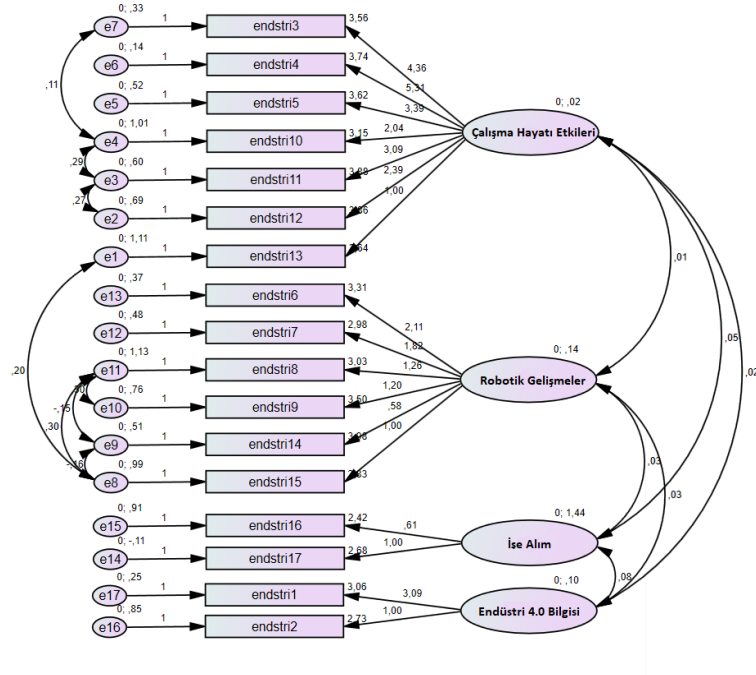 0; ,33
e7
1
endstri3
3,56
0; ,14
e6
1
endstri4
3,74
0; ,52
e5
1
endstri5
3,62
0; 1,01
e4
1
endstri10
3,15
0; ,60
e3
1
endstri11
0; ,69
e2
1
endstri12
0; 1,11
e1
1
endstri13
0; ,37
e13
1
endstri6
3,31
0; ,48
e12
1
endstri7
2,98
0; 1,13
e11
1
endstri8
3,03
0; ,76
e10
1
endstri9
3,50
0; ,51
e9
1
endstri14
0; ,99
e8
1
endstri15
0; ,91
e15
1
endstri16
2,42
0; -,11
e14
1
endstri17
2,68
0; ,25
e17
1
endstri1
3,06
0; ,85
e16
1
endstri2
2,73
,11
,29
,27
,20
-,15
,30
4,36
5,31
3,39
2,04
3,09
2,39
1,00
0; ,02
Çalışma Hayatı Etkileri
2,11
1,82
1,26
1,20
,58
1,00
0; ,14
Robotik Gelişmeler
,61
1,00
0; 1,44
İşe Alım
3,09
1,00
0; ,10
Endüstri 4.0 Bilgisi
,01
,05
,02
,03
,03
,08